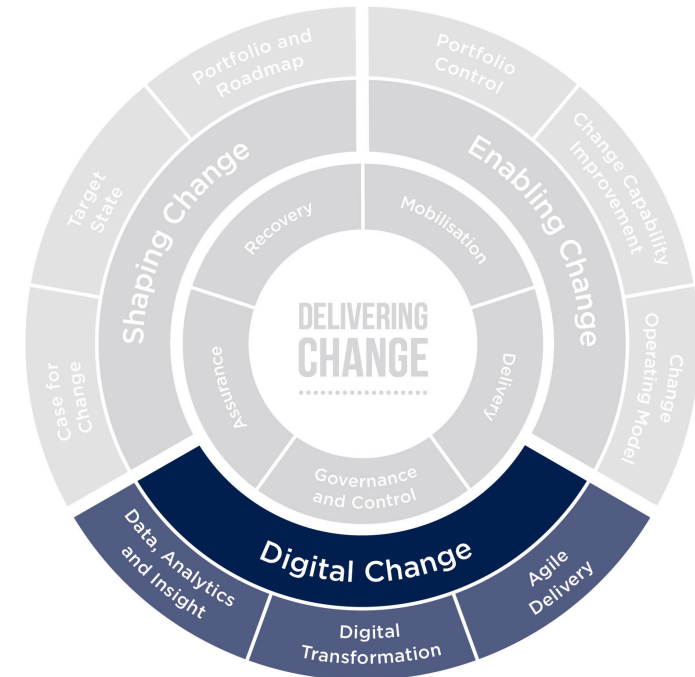 Portfolio and
Roadmap
Portfolio
Control
Target
State
Change Capability
Improvement
Case for
Change
Change
Operating Model
Shaping Change
Enabling Change
Recovery
Mobilisation
Assurance
Delivery
Governance
and Control
DELIVERING
CHANGE
Digital Change
Data, Analytics
and Insight
Digital
Transformation
Agile
Delivery